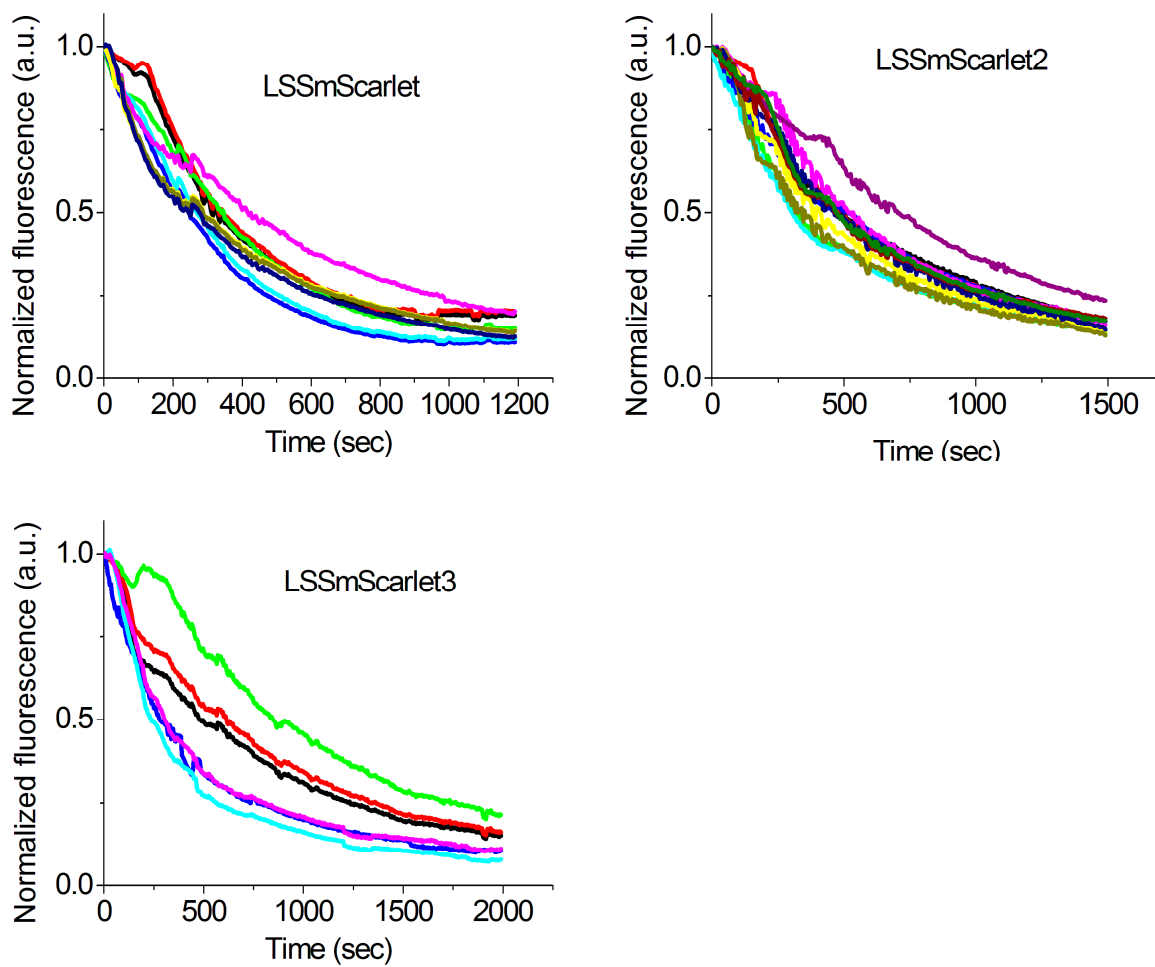 Normalized fluorescence (a.u.)
1.0
0.5
0.0
LSSmScarlet
0 200 400 600 800 1000 1200
Time (sec)
Normalized fluorescence (a.u.)
1.0
0.5
0.0
LSSmScarlet2
0 500 1000 1500
Time (sec)
Normalized fluorescence (a.u.)
1.0
0.5
0.0
LSSmScarlet3
0 500 1000 1500 2000
Time (sec)